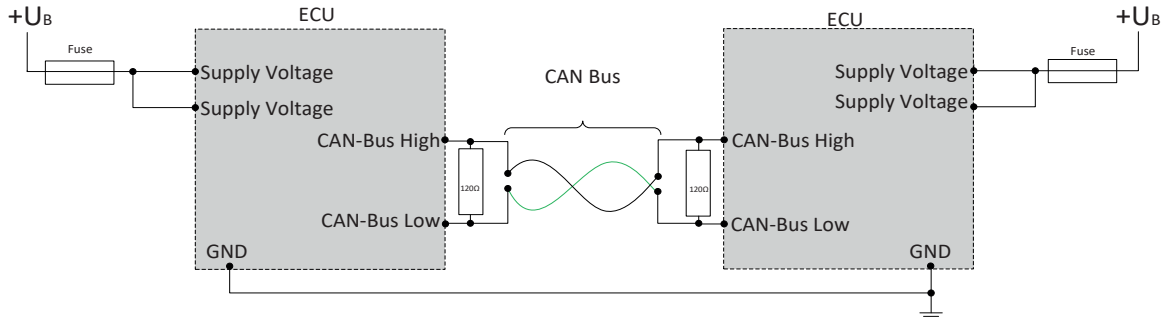 +UB
ECU
ECU
+UB
Fuse
Fuse
Supply Voltage
Supply Voltage
CAN Bus
Supply Voltage
Supply Voltage
CAN-Bus High
CAN-Bus High
120Ω
120Ω
CAN-Bus Low
CAN-Bus Low
GND
GND